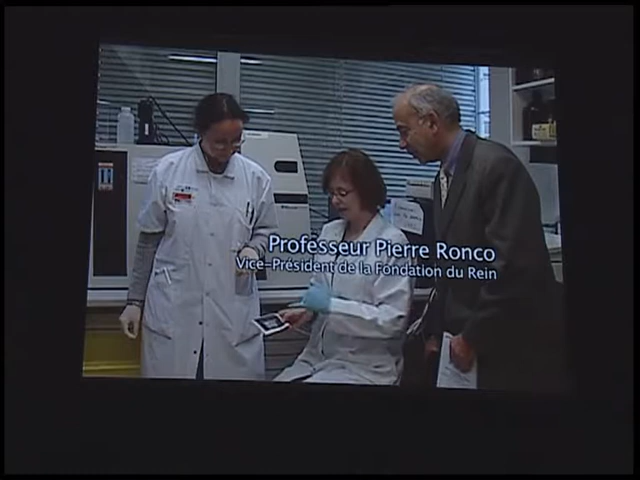 Professeur Pierre Ronco
Vice-Président de la Fondation du Rein